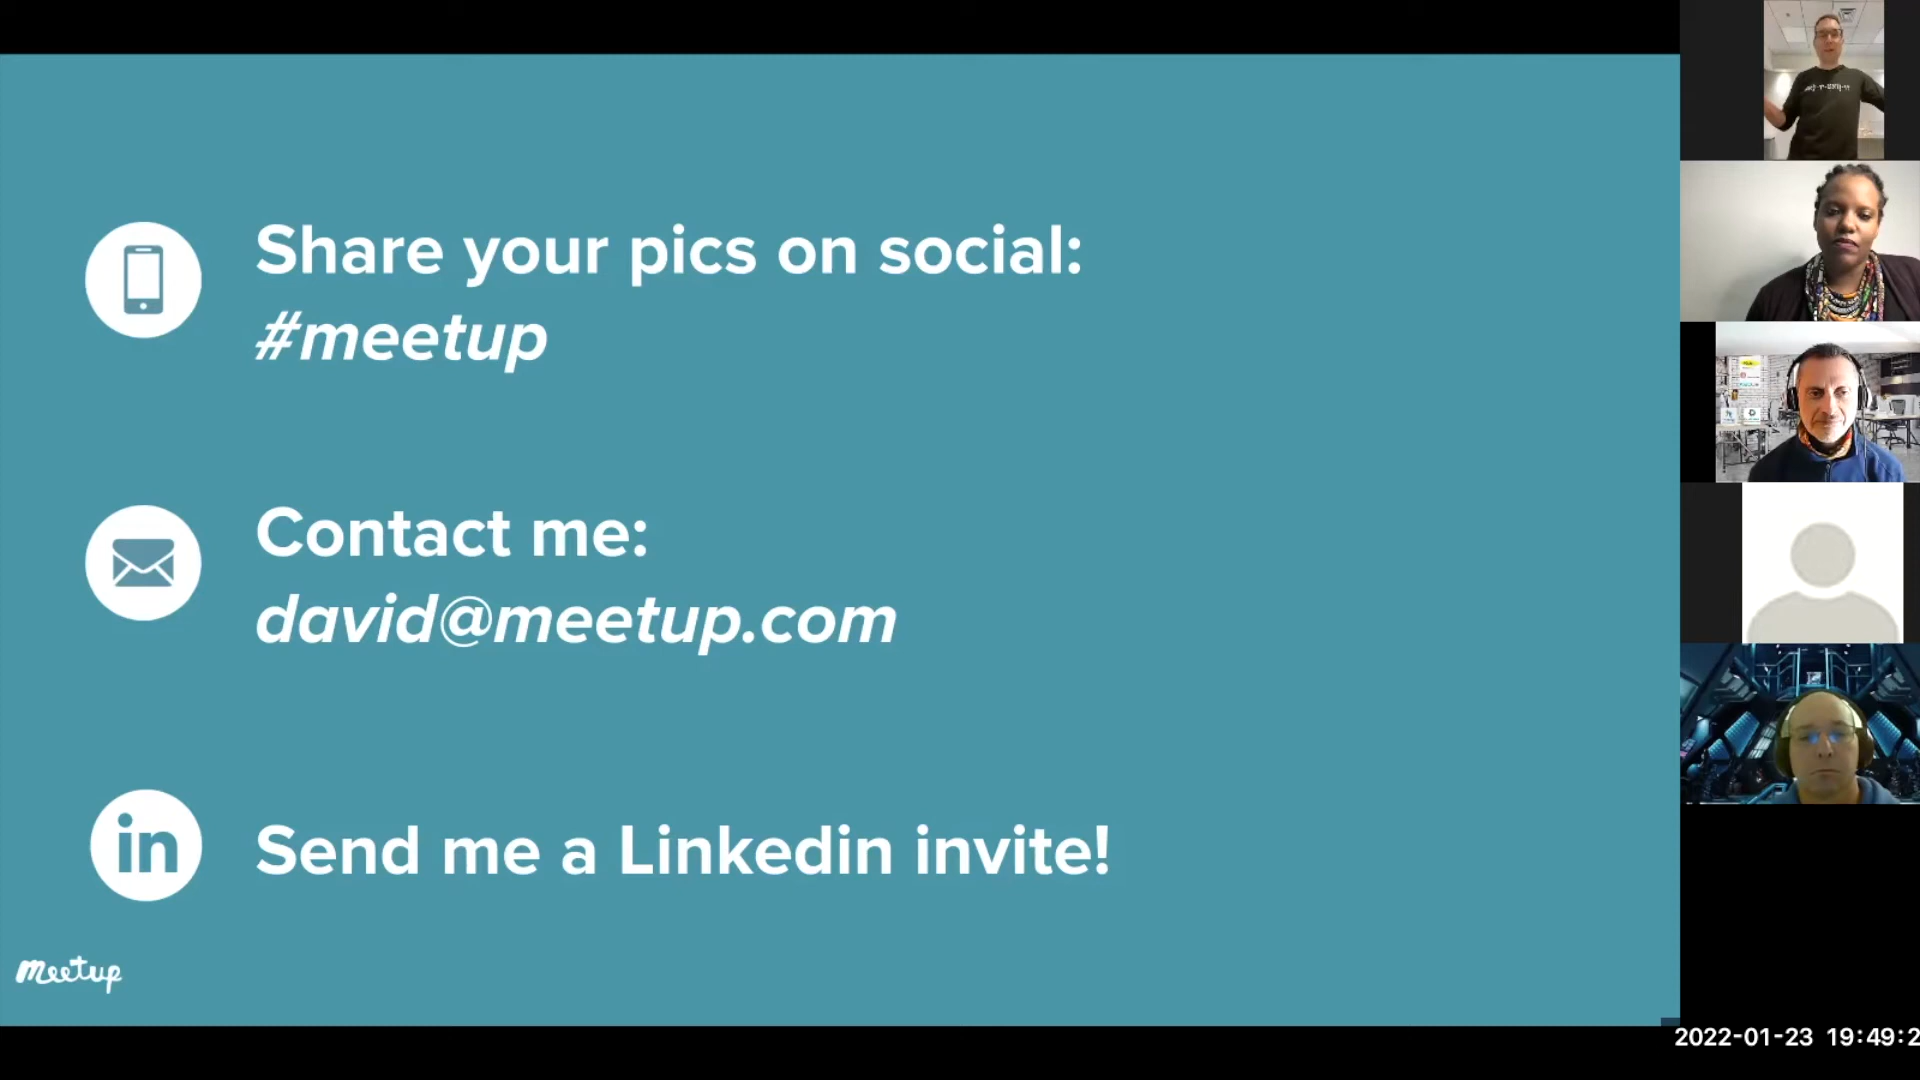 Share your pics on social:
#meetup
Contact me:
david@meetup.com
in
Send me a Linkedin invite!
meetup
2022-01-23 19:49:2